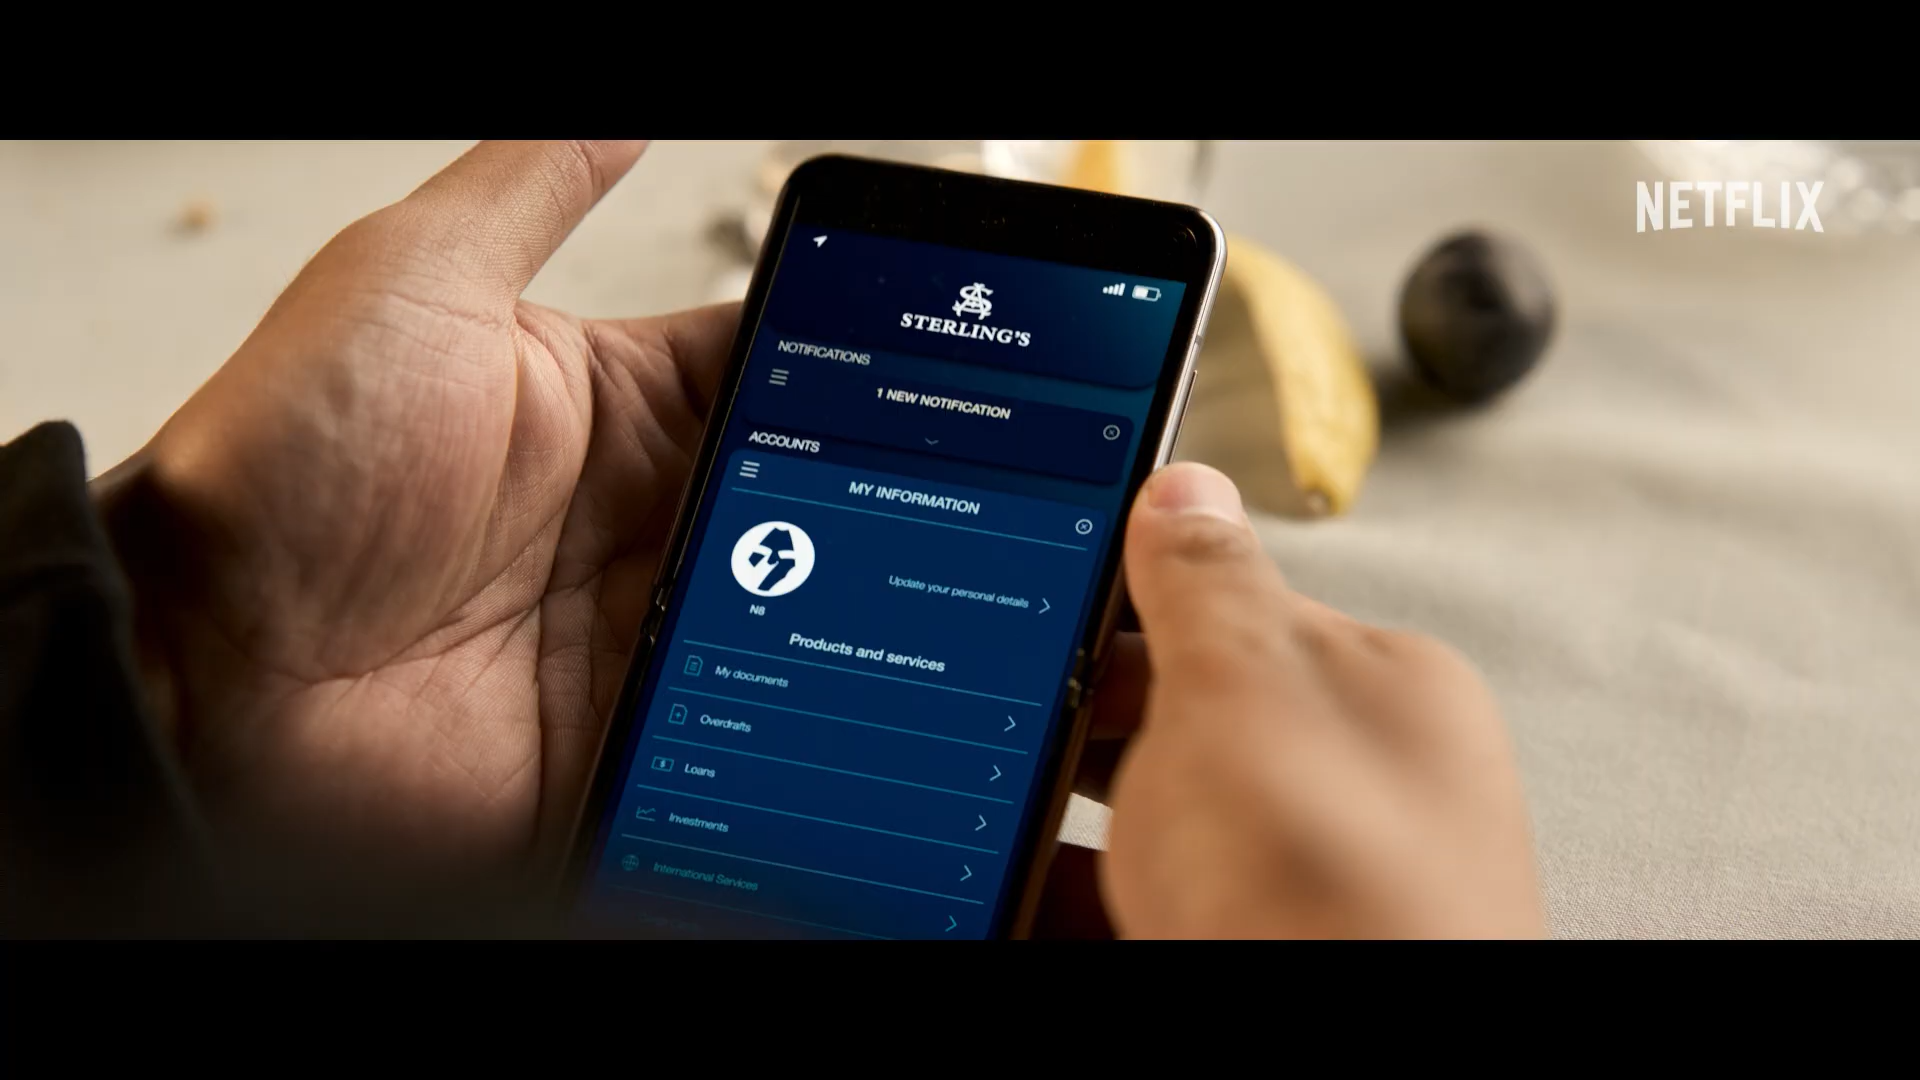 NETFLIX
STERLING'S
NOTIFICATIONS
1 NEW NOTIFICATION
ACCOUNTS
MY INFORMATION
Update your personal details
N8
Products and services
My documents
Overdrafts
Loans
Investments
International Services